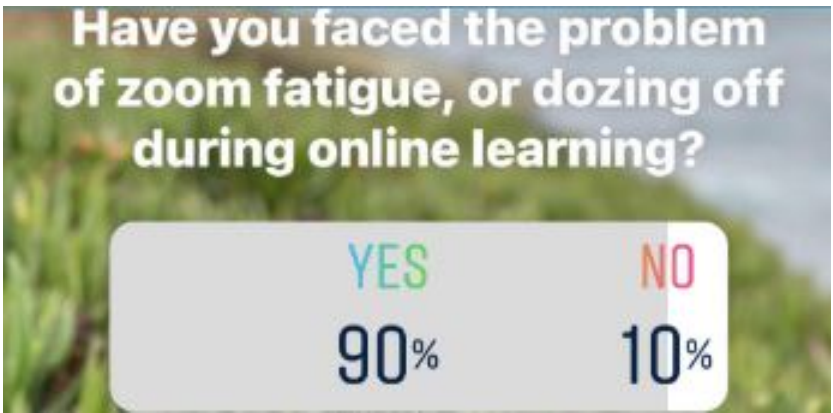 Have you faced the problem
of zoom fatigue, or dozing off
during online learning?
YES NO
90% 10%